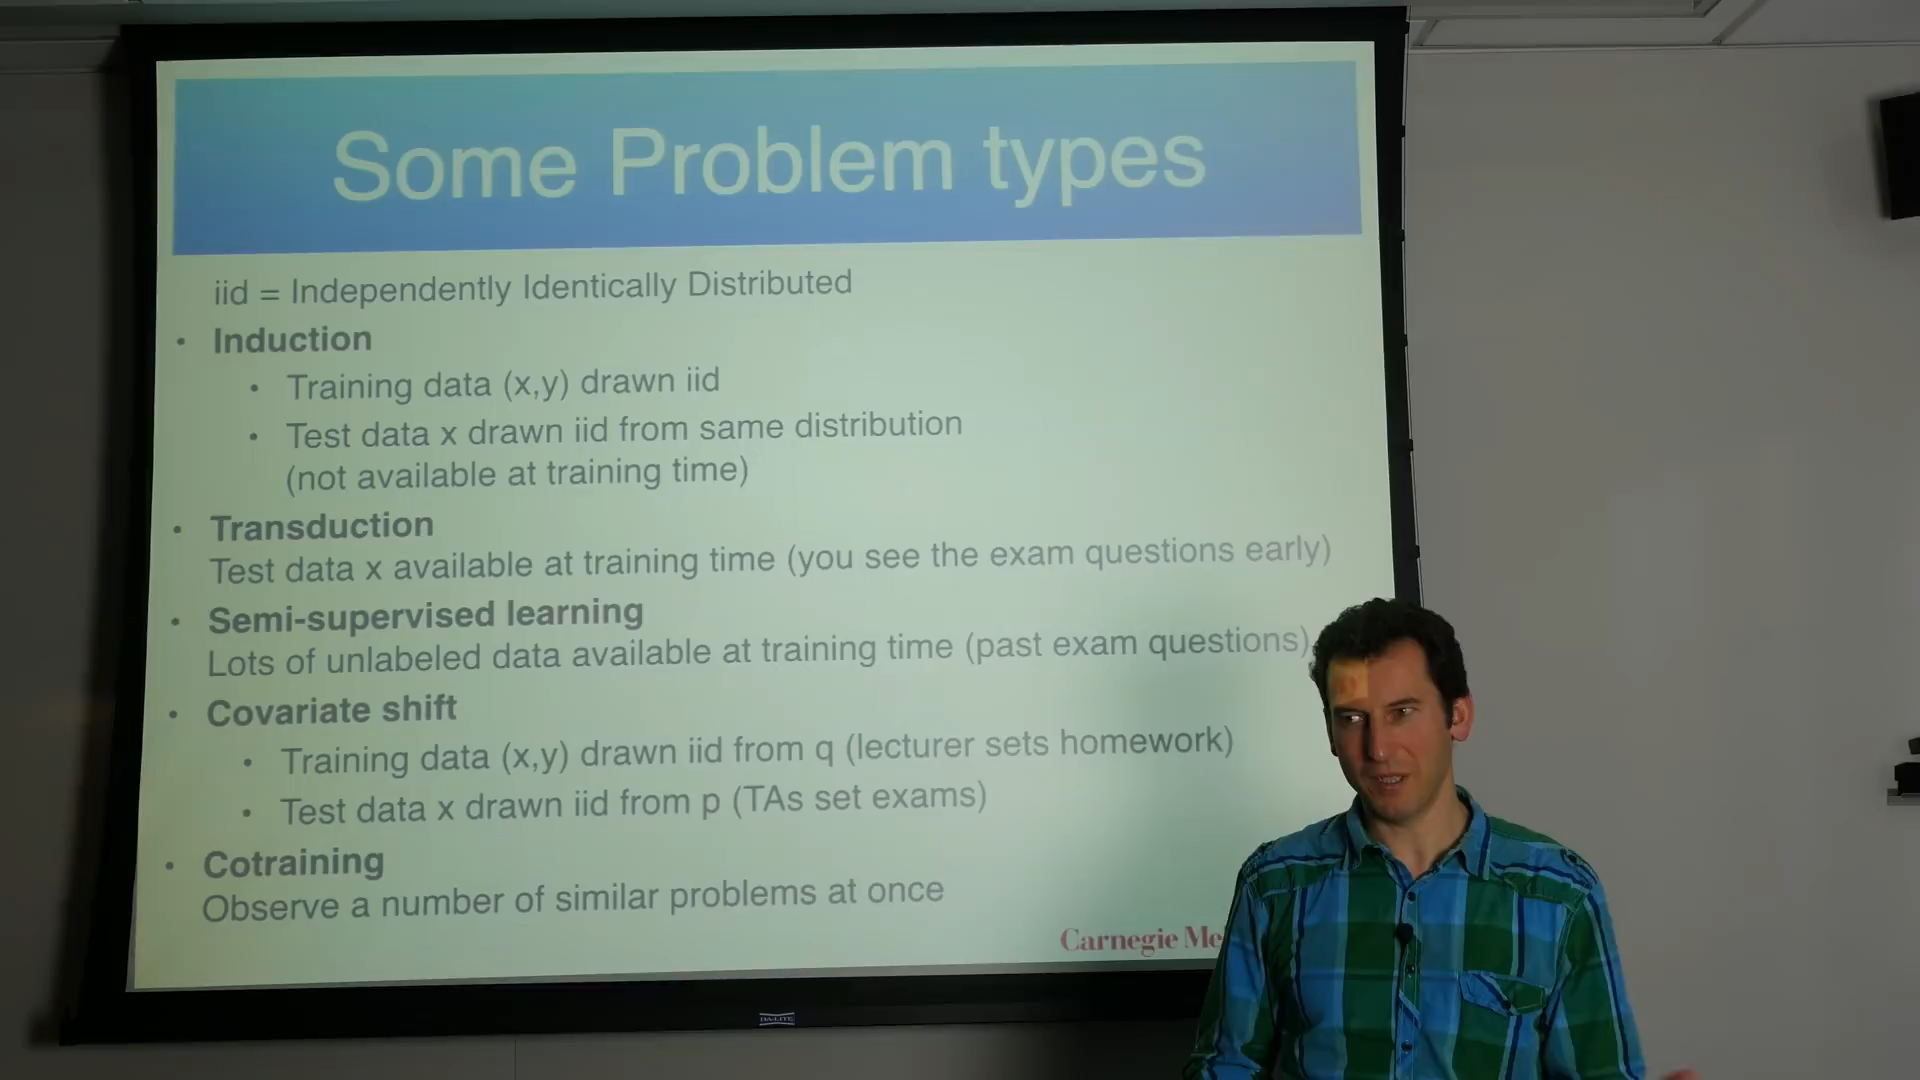 Some Problem types
iid = Independently Identically Distributed
• Induction
• Training data (x,y) drawn iid
• Test data x drawn iid from same distribution
(not available at training time)
• Transduction
Test data x available at training time (you see the exam questions early)
• Semi-supervised learning
Lots of unlabeled data available at training time (past exam questions)
• Covariate shift
• Training data (x,y) drawn iid from q (lecturer sets homework)
• Test data x drawn iid from p (TAs set exams)
• Cotraining
Observe a number of similar problems at once
Carnegie Me
DA-LITE